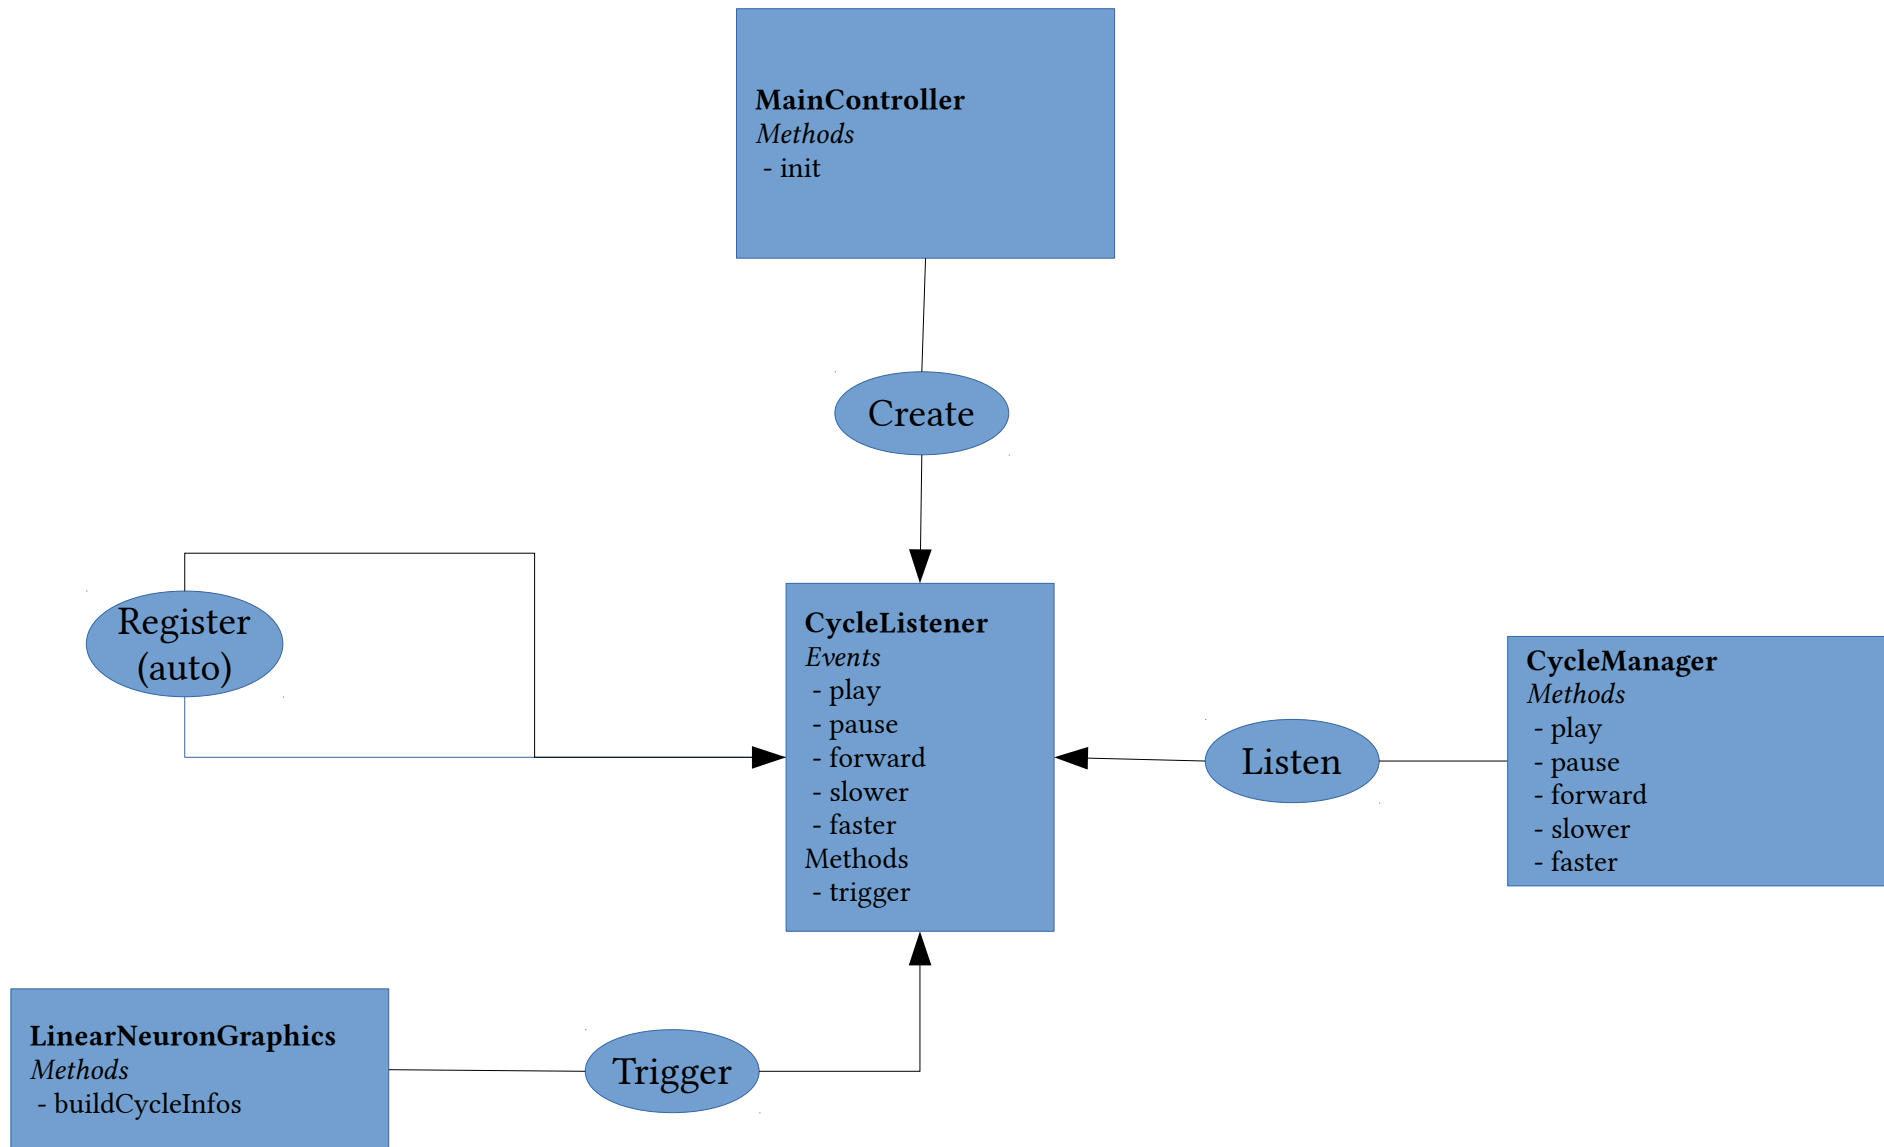 MainController
Methods
- init
Create
Register
(auto)
CycleListener
Events
- play
- pause
- forward
- slower
- faster
Methods
- trigger
Listen
CycleManager
Methods
- play
- pause
- forward
- slower
- faster
LinearNeuronGraphics
Methods
- buildCycleInfos
Trigger